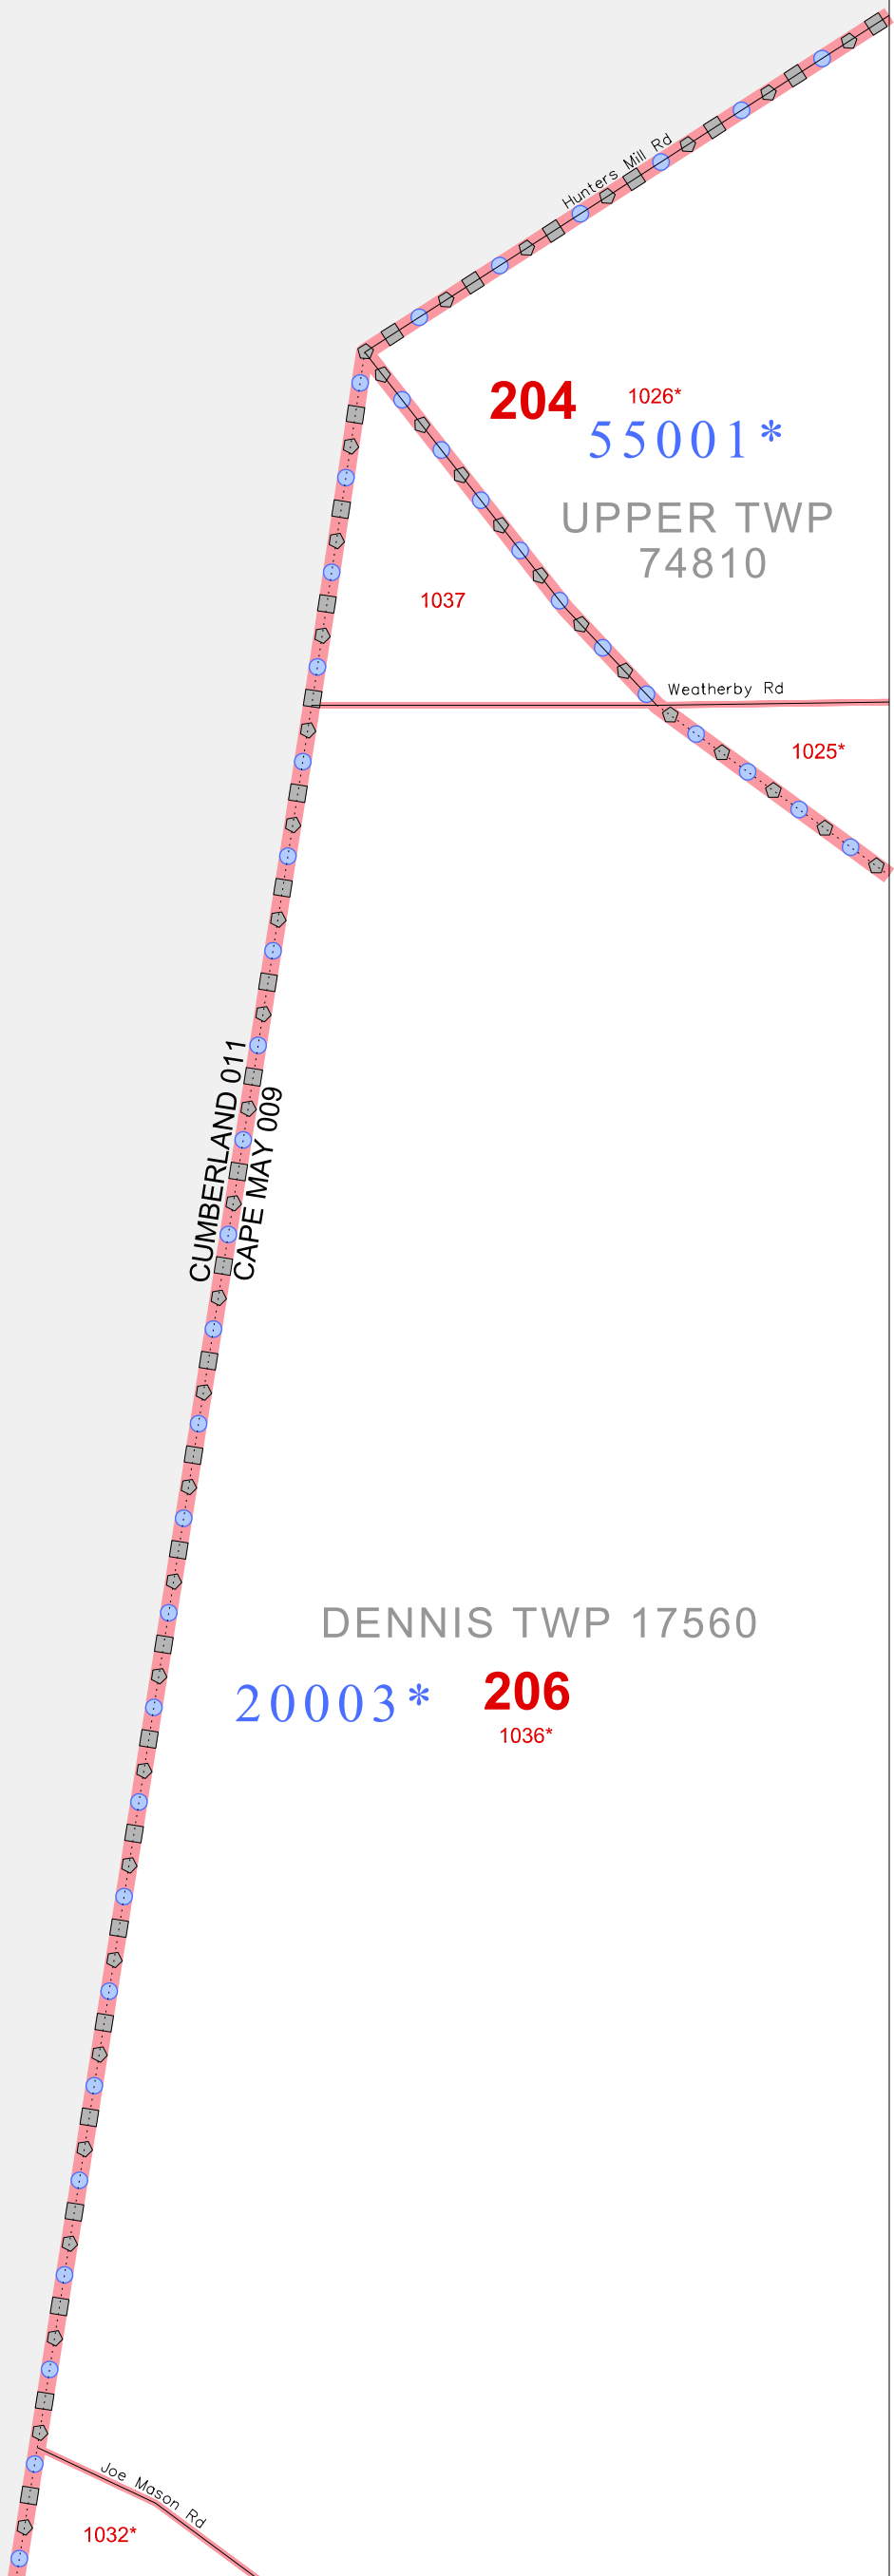 Hunters Mill Rd
204
1026*
55001*
UPPER TWP
74810
1037
Weatherby Rd
1025*
CUMBERLAND 011
CAPE MAY 009
DENNIS TWP 17560
20003*
206
1036*
Joe Mason Rd
1032*